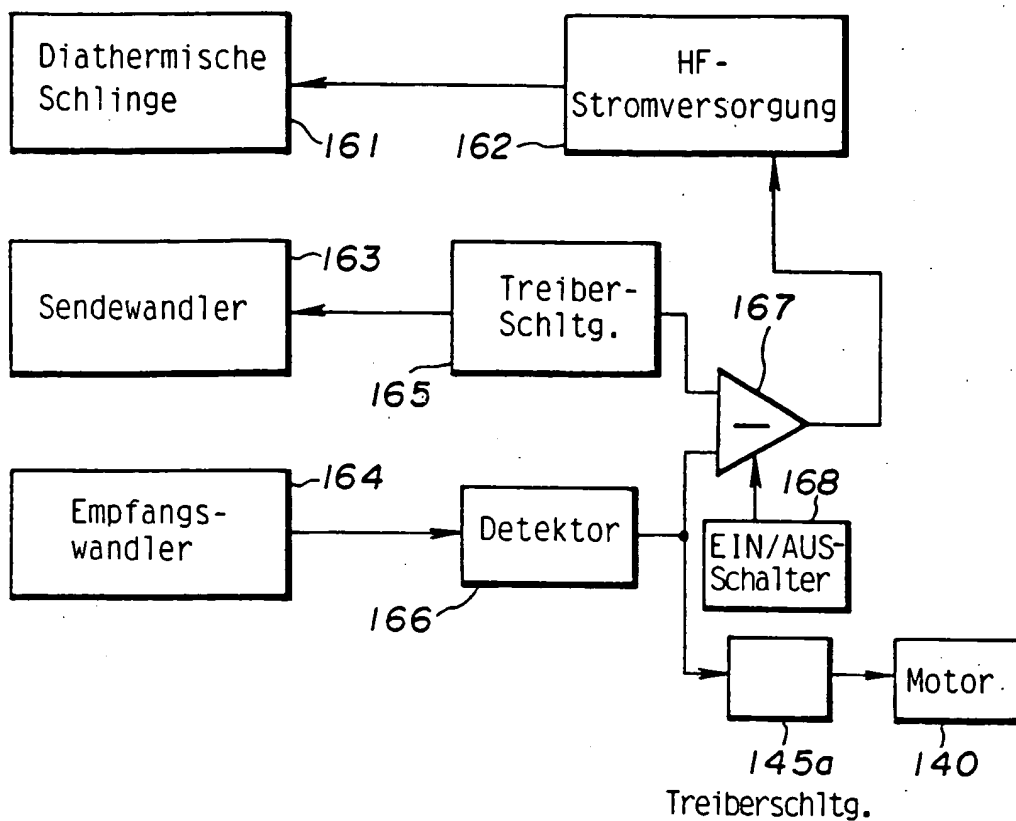 Diathermische
Schlinge
161
HF-
Stromversorgung
162
163
Sendewandler
Treiber-
Schltg.
165
167
164
Empfangs-
wandler
Detektor
166
168
EIN/AUS-
Schalter
145a
Treiberschltg.
Motor
140